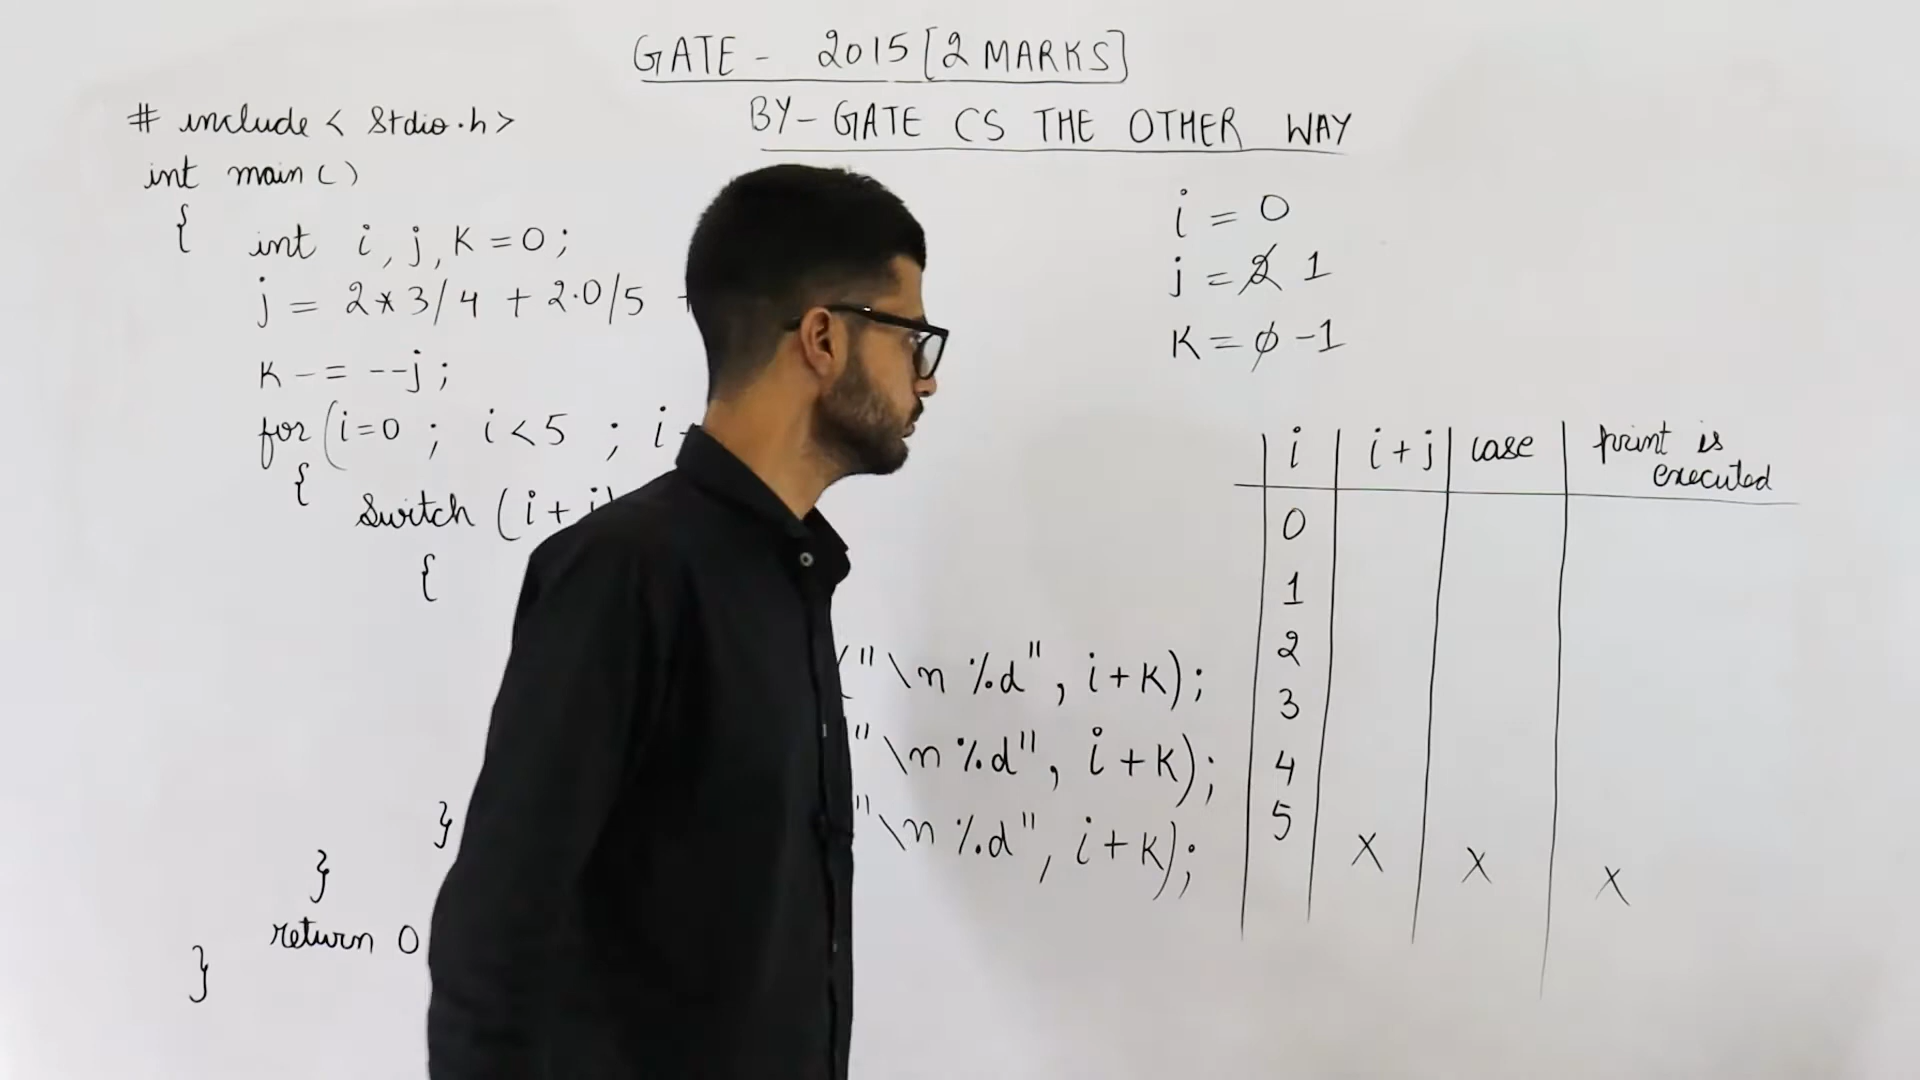 GATE - 2015 [2 MARKS]
BY - GATE CS THE OTHER WAY
# include < Stdio.h >
int main ( )
{ int i, j, K = 0 ;
j = 2 * 3 / 4 + 2.0 / 5
K - = - - j ;
for ( i = 0 ; i < 5 ; i
{
Switch ( i +
{
( " \n %d " , i + K ) ;
" \n %d " , i + K ) ;
" \n %d " , i + K ) ;
}
}
return 0
}
i = 0
j = 2 1
K = 0 -1
i | i + j | case | print is executed
0
1
2
3
4
5 X X X